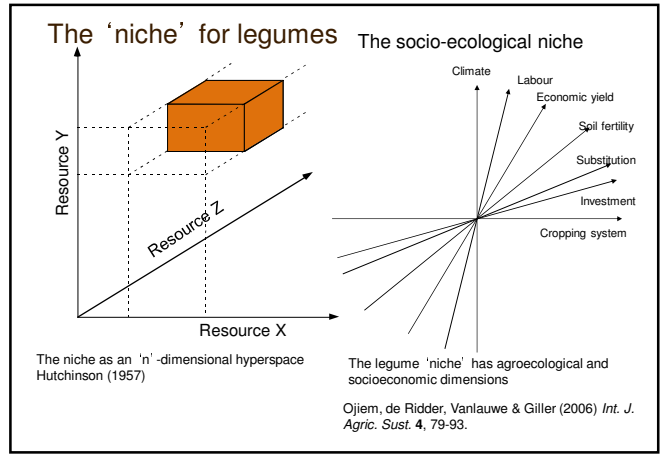 The ‘niche’ for legumes
Resource Y
Resource Z
Resource X
The niche as an ‘n’-dimensional hyperspace
Hutchinson (1957)
The socio-ecological niche
Climate
Labour
Economic yield
Soil fertility
Substitution
Investment
Cropping system
The legume ‘niche’ has agroecological and
socioeconomic dimensions
Ojiem, de Ridder, Vanlauwe & Giller (2006) Int. J.
Agric. Sust. 4, 79-93.